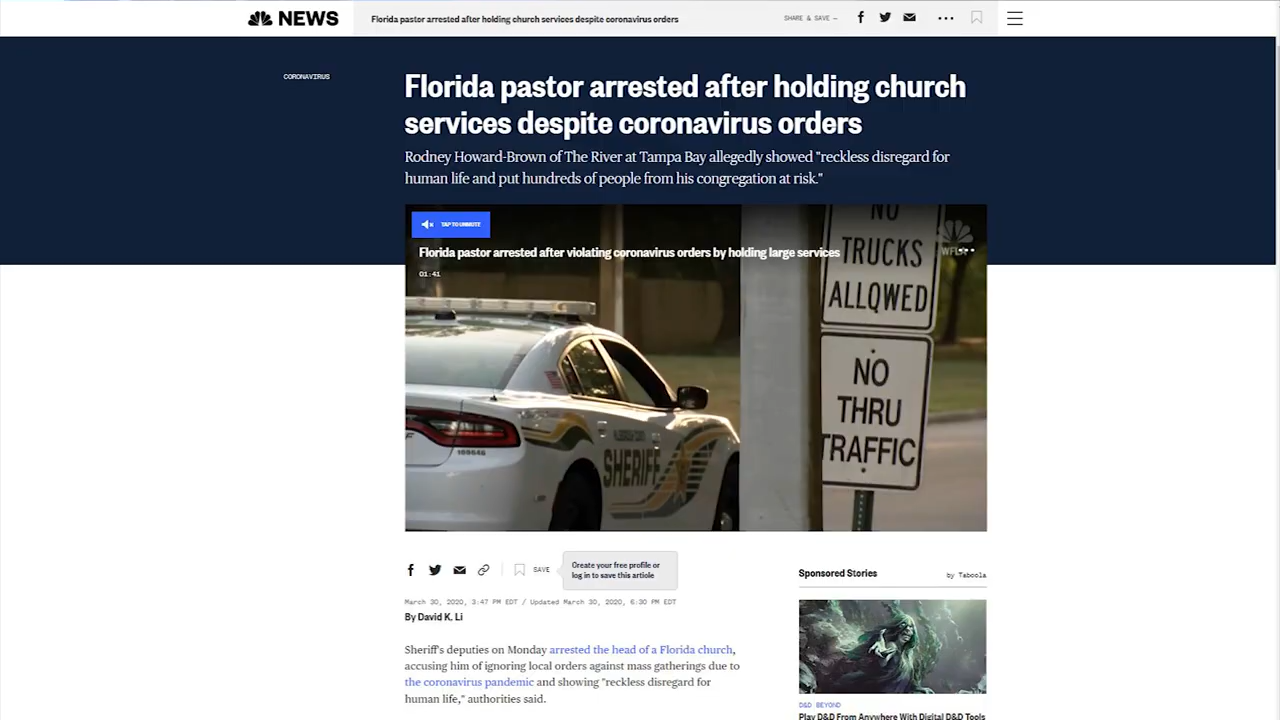 NEWS
Florida pastor arrested after holding church services despite coronavirus orders
SHARE & SAVE —
CORONAVIRUS
Florida pastor arrested after holding church
services despite coronavirus orders
Rodney Howard-Brown of The River at Tampa Bay allegedly showed "reckless disregard for
human life and put hundreds of people from his congregation at risk."
TAP TO UNMUTE
Florida pastor arrested after violating coronavirus orders by holding large services
01:41
WFLA
NO
TRUCKS
ALLOWED
NO
THRU
TRAFFIC
SHERIFF
SAVE
Create your free profile or
log in to save this article
March 30, 2020, 3:47 PM EDT / Updated March 30, 2020, 6:30 PM EDT
By David K. Li
Sheriff's deputies on Monday arrested the head of a Florida church,
accusing him of ignoring local orders against mass gatherings due to
the coronavirus pandemic and showing "reckless disregard for
human life," authorities said.
Sponsored Stories
by Taboola
D&D BEYOND
Play D&D From Anywhere With Digital D&D Tools